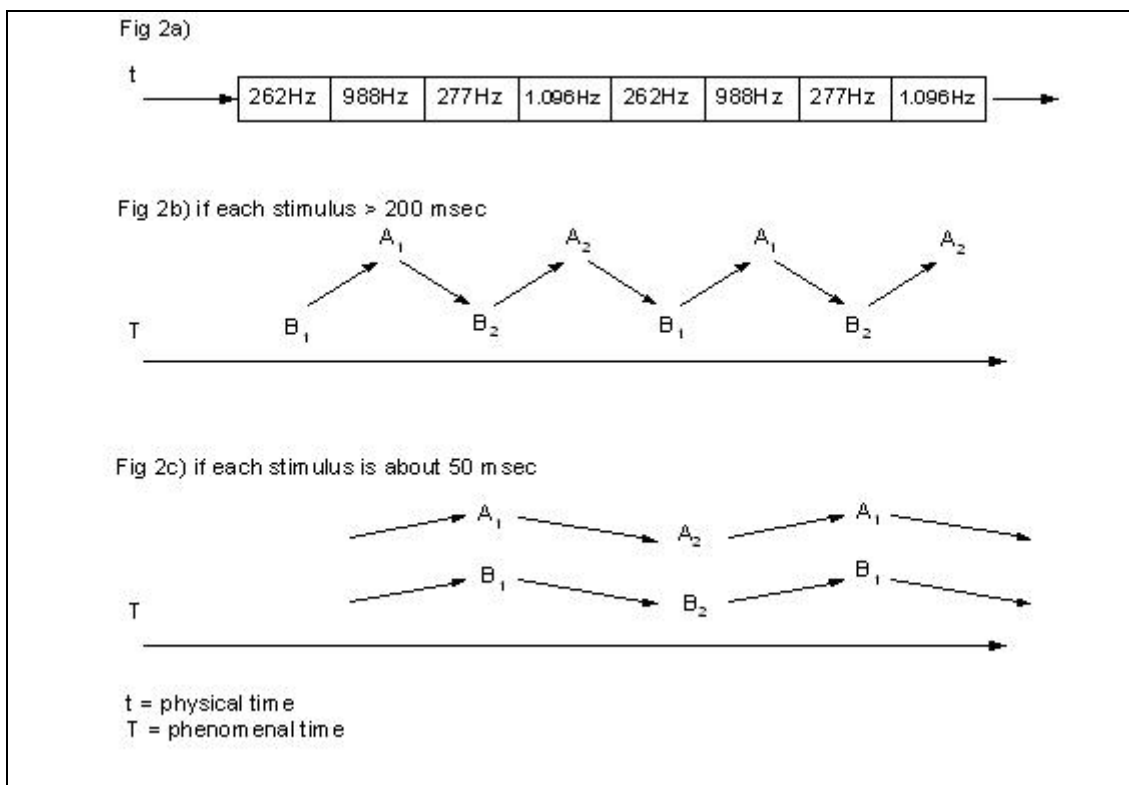 Fig 2a)
t
262Hz 988Hz 277Hz 1.096Hz 262Hz 988Hz 277Hz 1.096Hz
Fig 2b) if each stimulus > 200 msec
A₁ A₂ A₁ A₂
B₁ B₂ B₁ B₂
T
Fig 2c) if each stimulus is about 50 msec
A₁ A₂ A₁
B₁ B₂ B₁
T
t = physical time
T = phenomenal time